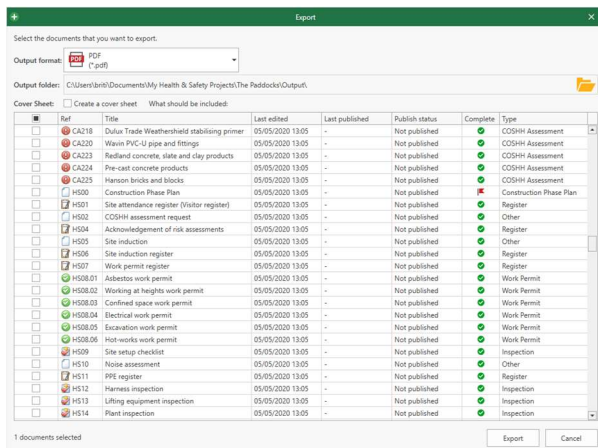 Export
Select the documents that you want to export.
Output format: PDF PDF (*.pdf)
Output folder: C:\Users\briti\Documents\My Health & Safety Projects\The Paddocks\Output\
Cover Sheet: Create a cover sheet What should be included:
Ref Title Last edited Last published Publish status Complete Type
CA218 Dulux Trade Weathershield stabilising primer 05/05/2020 13:05 - Not published COSHH Assessment
CA220 Wavin PVC-U pipe and fittings 05/05/2020 13:05 - Not published COSHH Assessment
CA223 Redland concrete, slate and clay products 05/05/2020 13:05 - Not published COSHH Assessment
CA224 Pre-cast concrete products 05/05/2020 13:05 - Not published COSHH Assessment
CA225 Hanson bricks and blocks 05/05/2020 13:05 - Not published COSHH Assessment
HS00 Construction Phase Plan 05/05/2020 13:05 - Not published Construction Phase Plan
HS01 Site attendance register (Visitor register) 05/05/2020 13:05 - Not published Register
HS02 COSHH assessment request 05/05/2020 13:05 - Not published Other
HS04 Acknowledgement of risk assessments 05/05/2020 13:05 - Not published Register
HS05 Site induction 05/05/2020 13:05 - Not published Other
HS06 Site induction register 05/05/2020 13:05 - Not published Register
HS07 Work permit register 05/05/2020 13:05 - Not published Register
HS08.01 Asbestos work permit 05/05/2020 13:05 - Not published Work Permit
HS08.02 Working at heights work permit 05/05/2020 13:05 - Not published Work Permit
HS08.03 Confined space work permit 05/05/2020 13:05 - Not published Work Permit
HS08.04 Electrical work permit 05/05/2020 13:05 - Not published Work Permit
HS08.05 Excavation work permit 05/05/2020 13:05 - Not published Work Permit
HS08.06 Hot-works work permit 05/05/2020 13:05 - Not published Work Permit
HS09 Site setup checklist 05/05/2020 13:05 - Not published Inspection
HS10 Noise assessment 05/05/2020 13:05 - Not published Other
HS11 PPE register 05/05/2020 13:05 - Not published Register
HS12 Harness inspection 05/05/2020 13:05 - Not published Inspection
HS13 Lifting equipment inspection 05/05/2020 13:05 - Not published Inspection
HS14 Plant inspection 05/05/2020 13:05 - Not published Inspection
1 documents selected Export Cancel